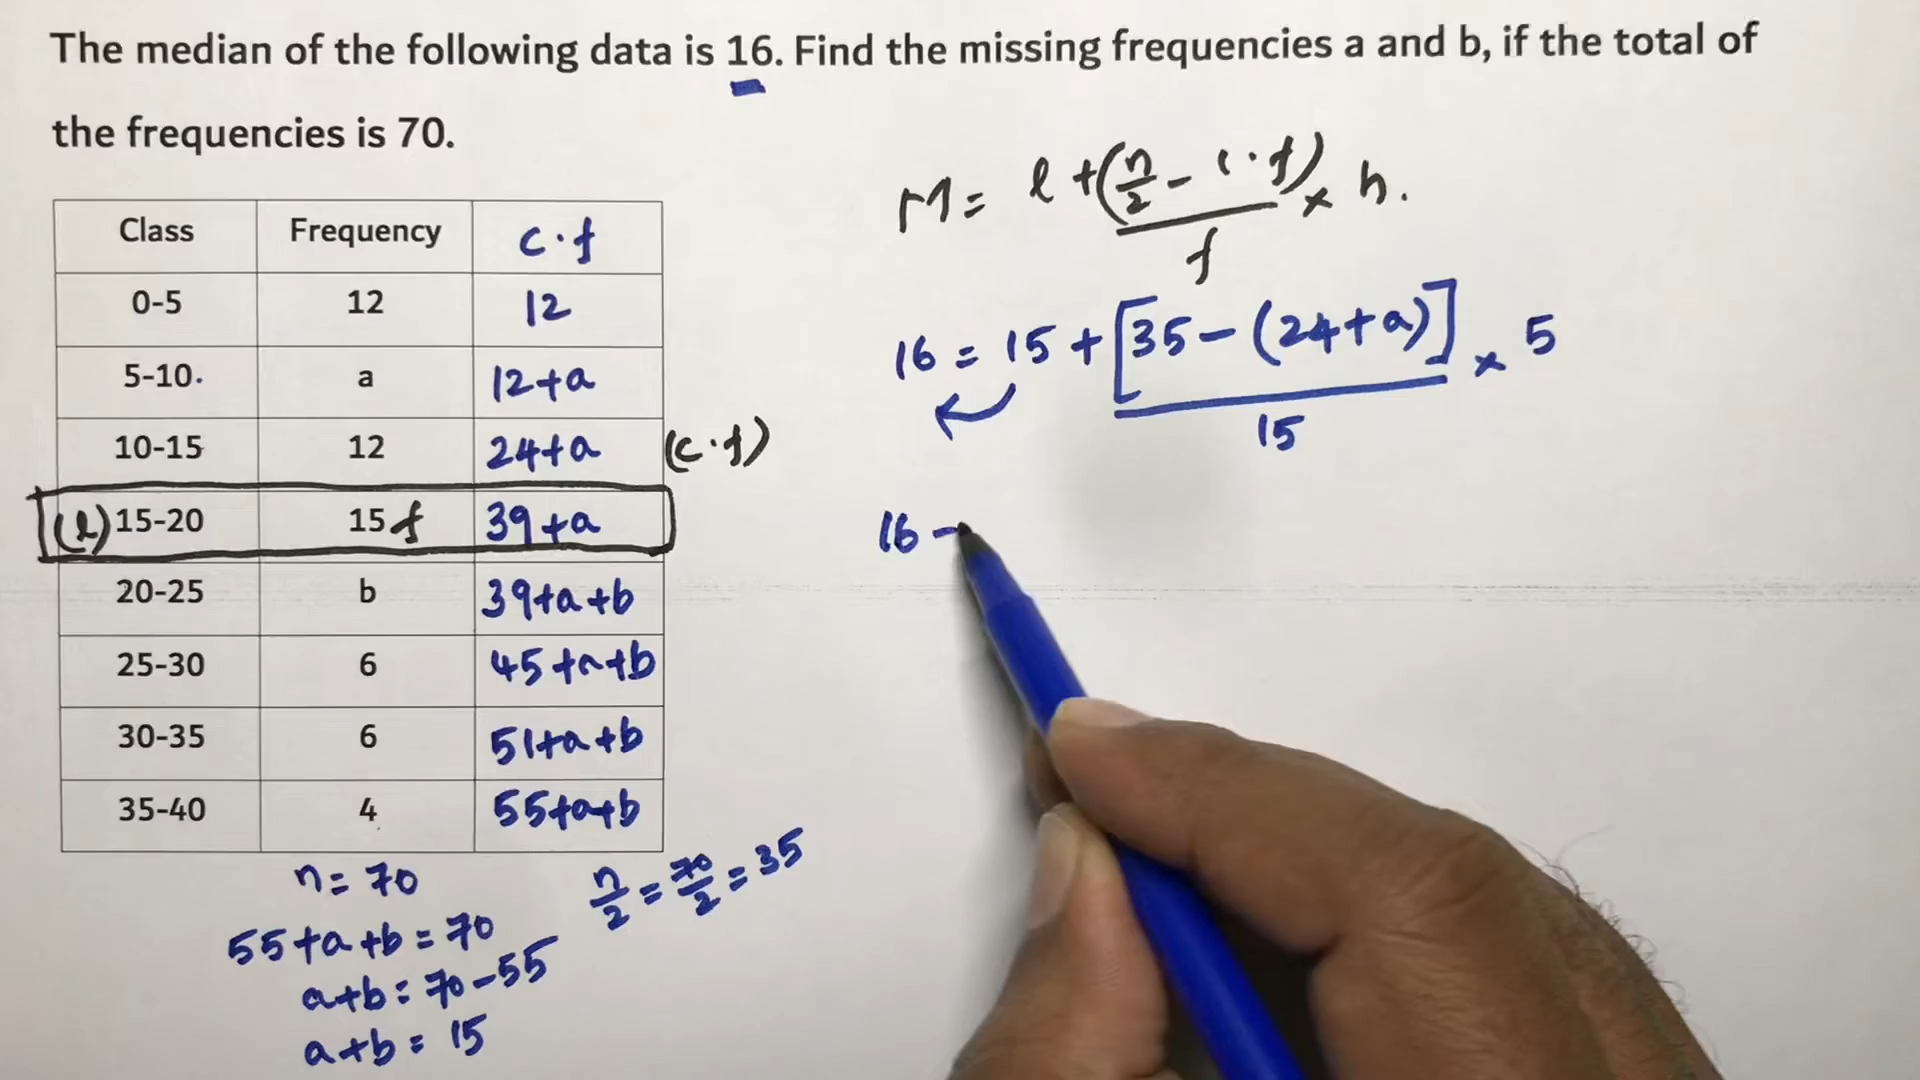 The median of the following data is 16. Find the missing frequencies a and b, if the total of
the frequencies is 70.
Class Frequency c.f
0-5 12 12
5-10. a 12+a
10-15 12 24+a (c.f)
(l) 15-20 15 f 39+a
20-25 b 39+a+b
25-30 6 45+a+b
30-35 6 51+a+b
35-40 4 55+a+b
n = 70
55+a+b = 70
a+b = 70-55
a+b = 15
n/2 = 70/2 = 35
M = l + (n/2 - c.f)/f × h.
16 = 15 + [35-(24+a)]/15 × 5
16 -